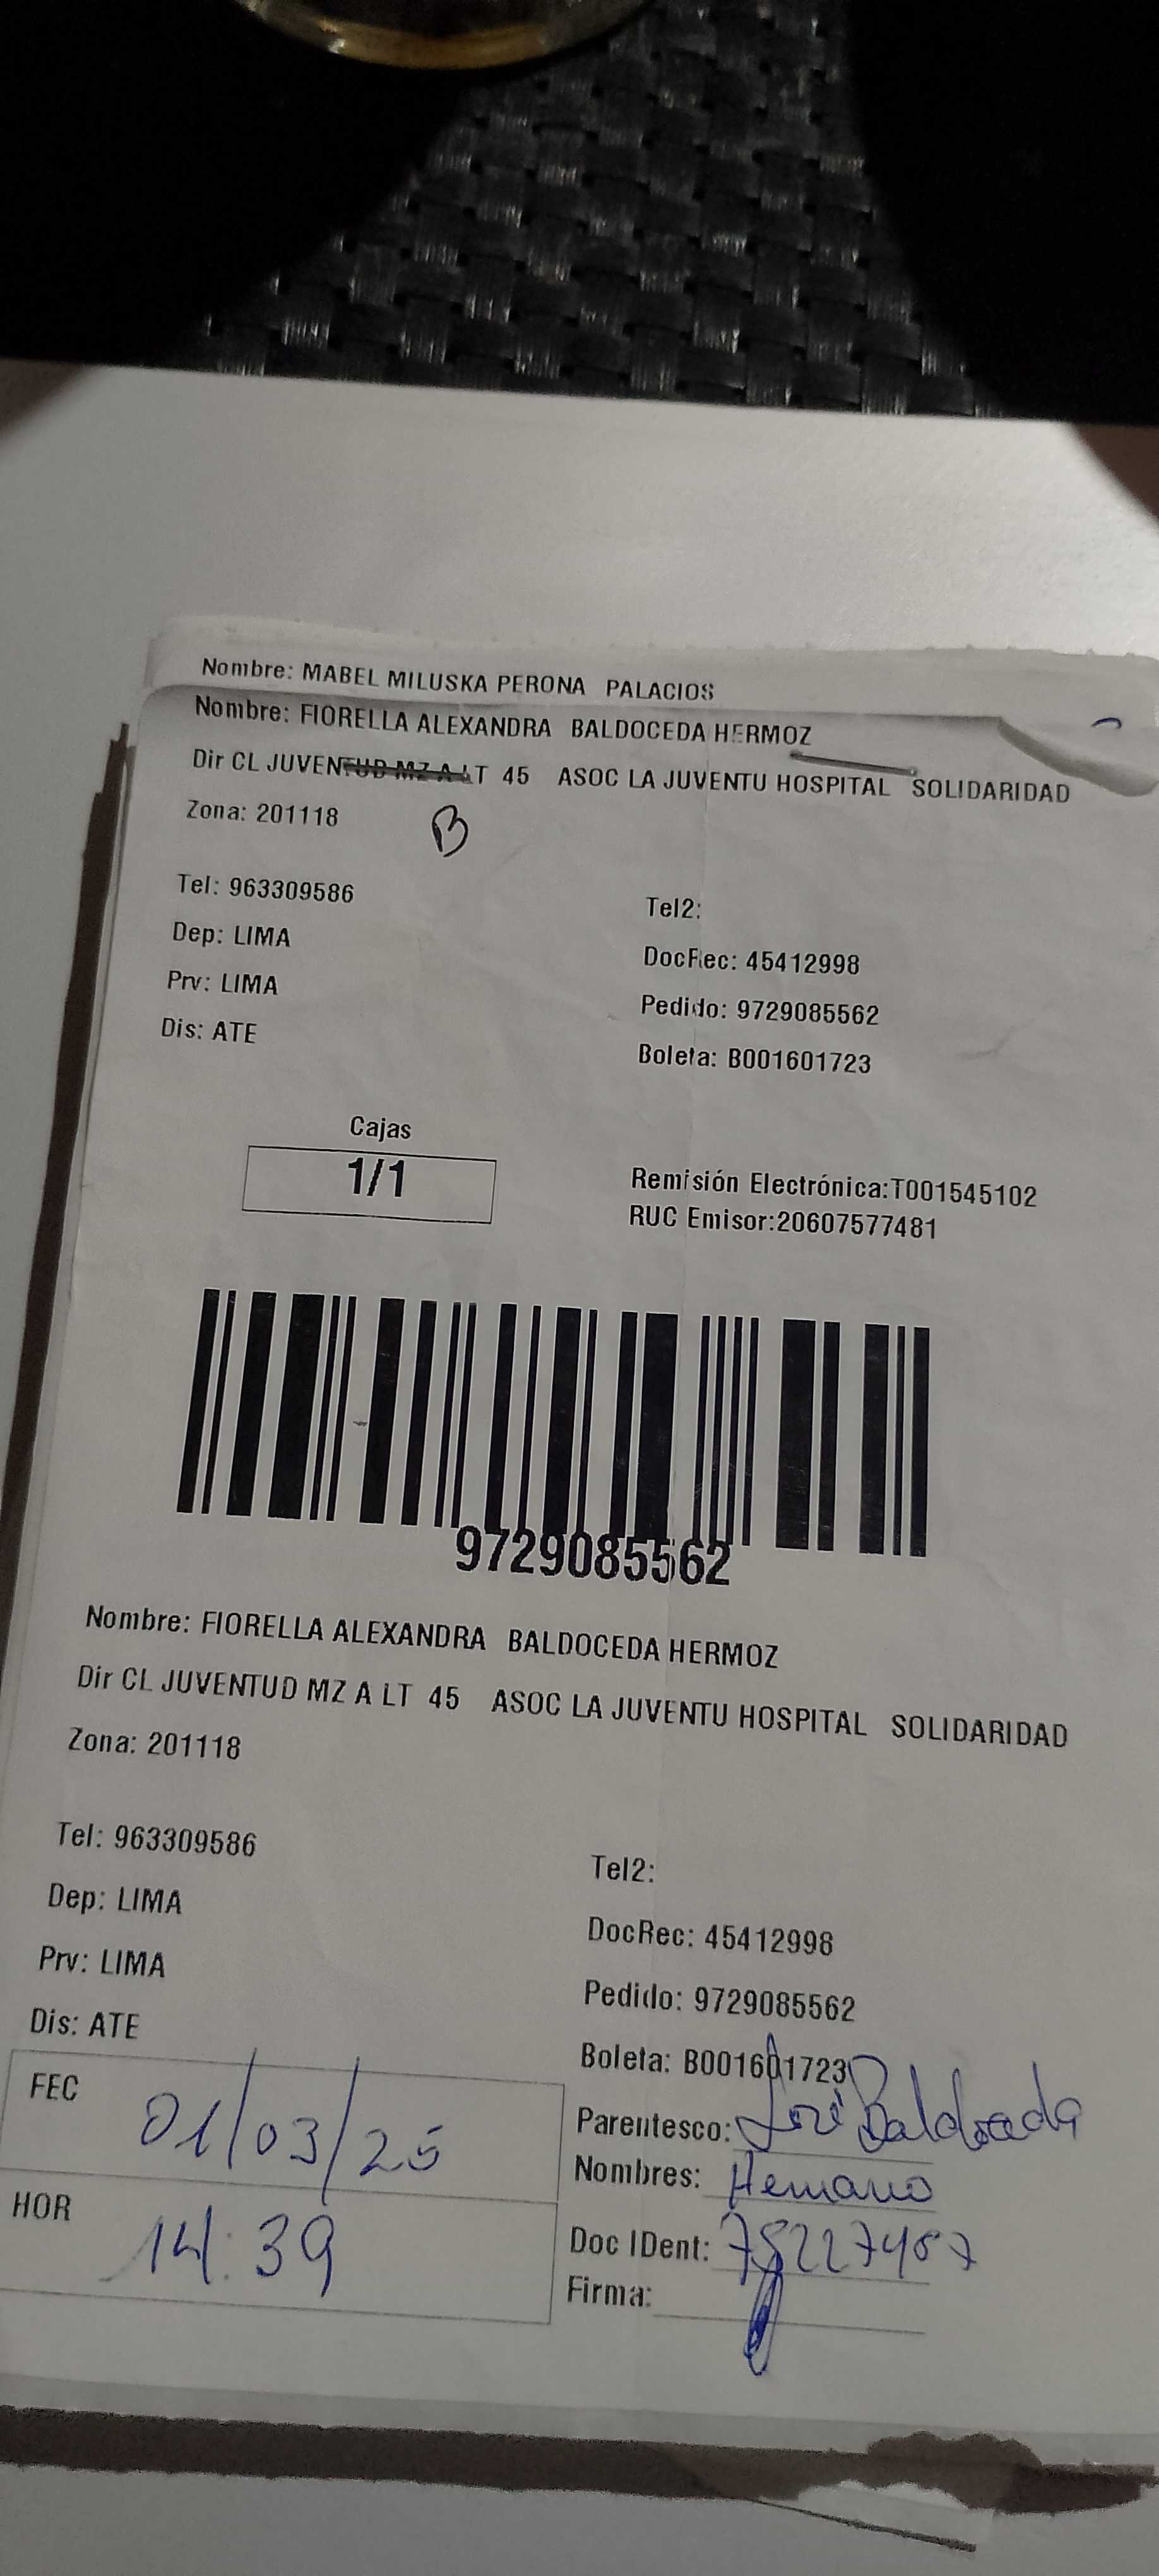 Nombre: MABEL MILUSKA PERONA PALACIOS
Nombre: FIORELLA ALEXANDRA BALDOCEDA HERMOZ
Dir CL JUVENTUD MZ A LT 45 ASOC LA JUVENTU HOSPITAL SOLIDARIDAD
Zona: 201118
B
Tel: 963309586
Tel2:
Dep: LIMA
DocRec: 45412998
Prv: LIMA
Pedido: 9729085562
Dis: ATE
Boleta: B001601723
Cajas
1/1
Remisión Electrónica:T001545102
RUC Emisor:20607577481
9729085562
Nombre: FIORELLA ALEXANDRA BALDOCEDA HERMOZ
Dir CL JUVENTUD MZ A LT 45 ASOC LA JUVENTU HOSPITAL SOLIDARIDAD
Zona: 201118
Tel: 963309586
Tel2:
Dep: LIMA
DocRec: 45412998
Prv: LIMA
Pedido: 9729085562
Dis: ATE
Boleta: B001601723
FEC 01/03/25
Parentesco: José Baldoceda
Nombres: Hermano
HOR 14:39
Doc IDent:
Firma: